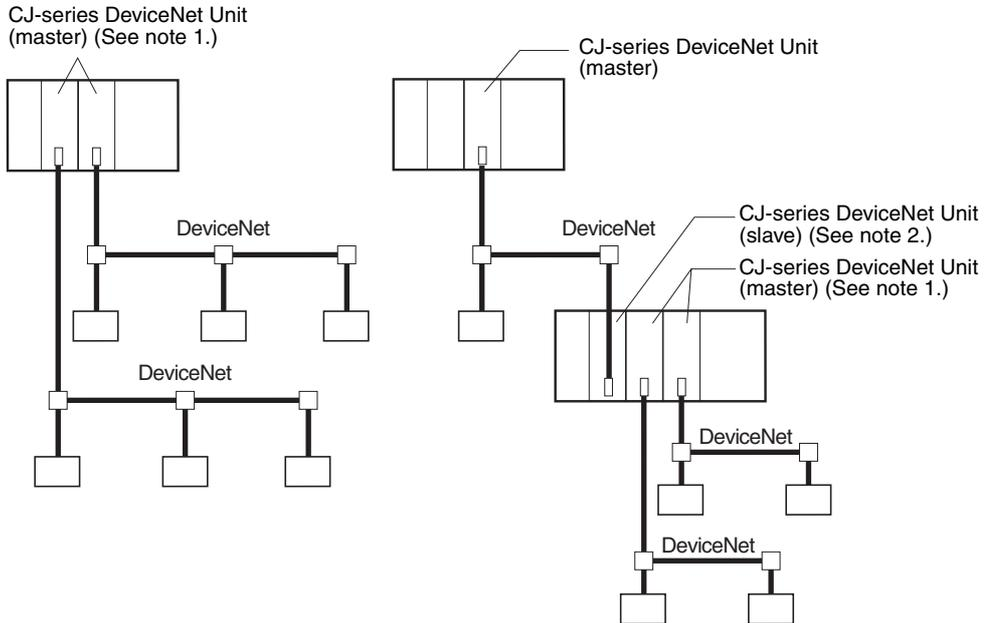 CJ-series DeviceNet Unit
(master) (See note 1.)
CJ-series DeviceNet Unit
(master)
DeviceNet
DeviceNet
CJ-series DeviceNet Unit
(slave) (See note 2.)
CJ-series DeviceNet Unit
(master) (See note 1.)
DeviceNet
DeviceNet
DeviceNet